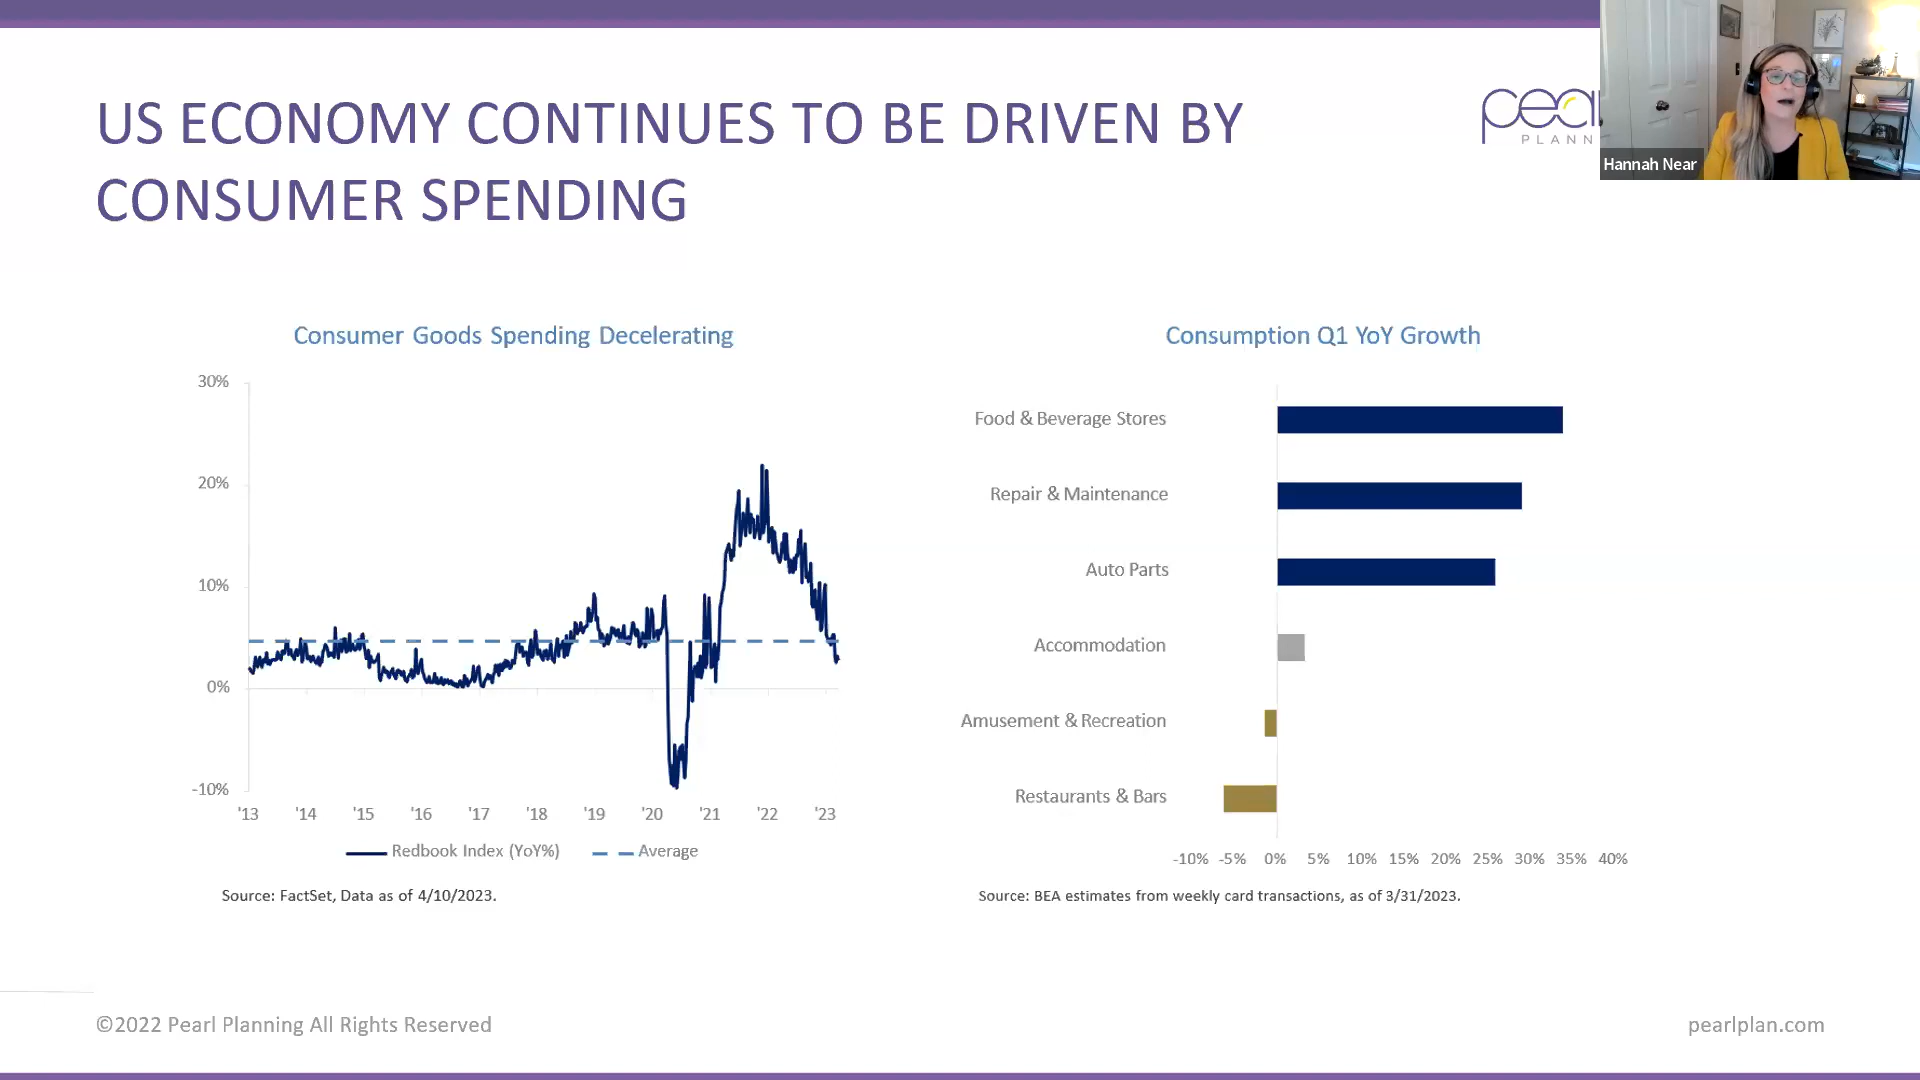 US ECONOMY CONTINUES TO BE DRIVEN BY
CONSUMER SPENDING
pea
PLANN
Hannah Near
Consumer Goods Spending Decelerating
30%
20%
10%
0%
-10%
'13 '14 '15 '16 '17 '18 '19 '20 '21 '22 '23
Redbook Index (YoY%) Average
Source: FactSet, Data as of 4/10/2023.
Consumption Q1 YoY Growth
Food & Beverage Stores
Repair & Maintenance
Auto Parts
Accommodation
Amusement & Recreation
Restaurants & Bars
-10% -5% 0% 5% 10% 15% 20% 25% 30% 35% 40%
Source: BEA estimates from weekly card transactions, as of 3/31/2023.
©2022 Pearl Planning All Rights Reserved
pearlplan.com